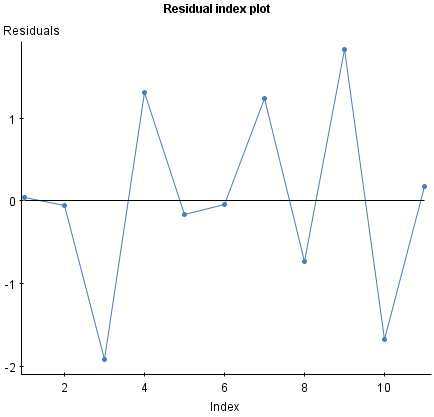 Residual index plot
Residuals
1
0
-1
-2
2 4 6 8 10
Index